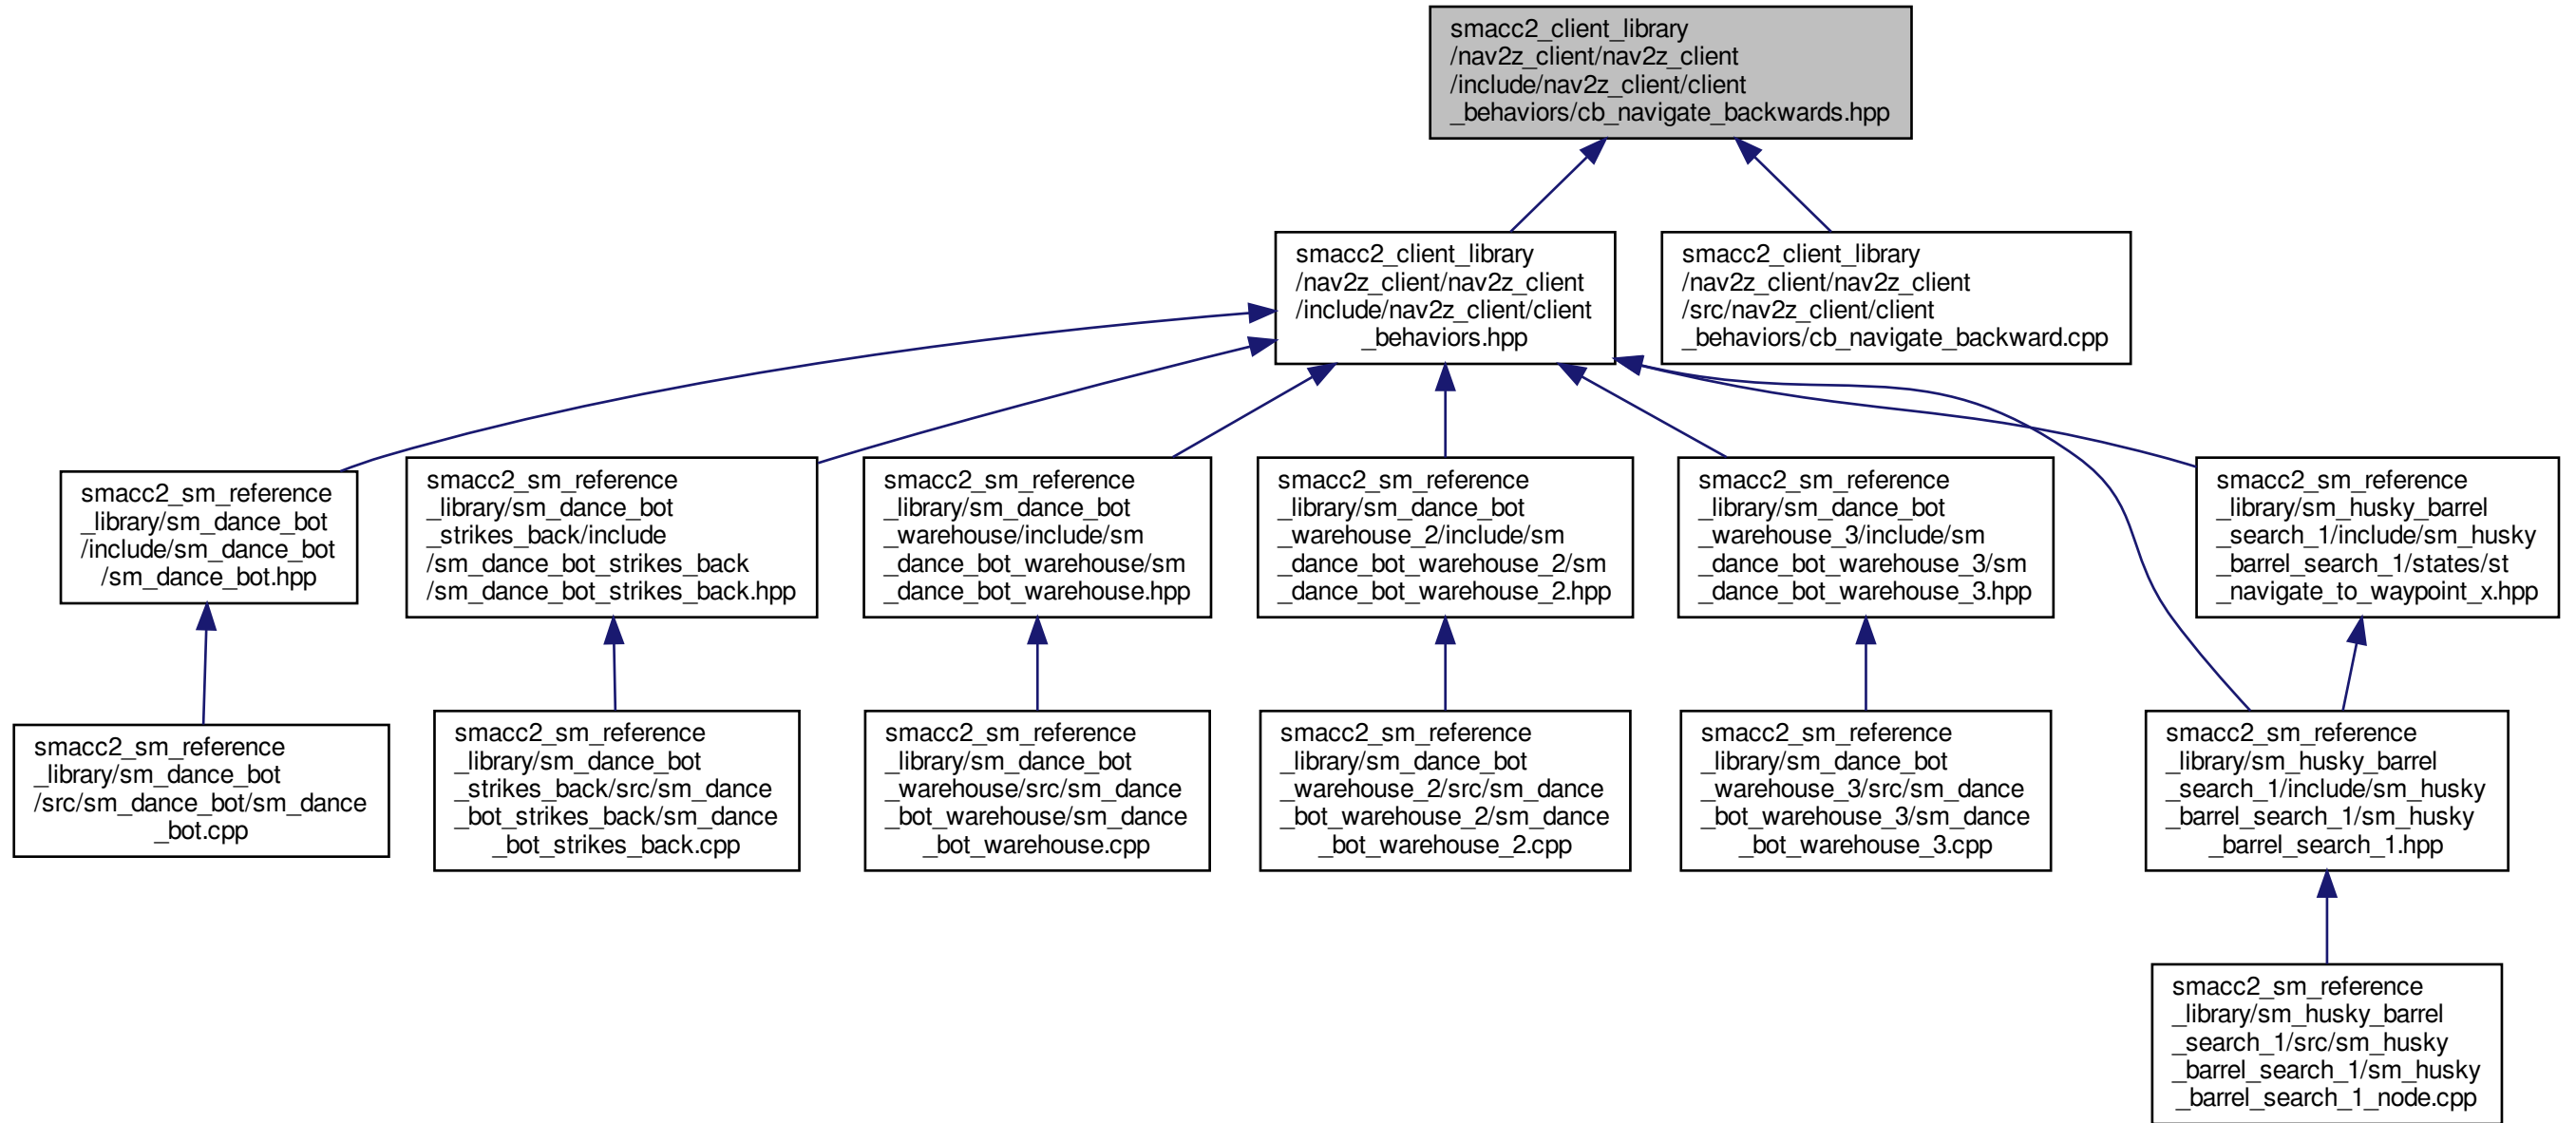 smacc2_client_library
/nav2z_client/nav2z_client
/include/nav2z_client/client
_behaviors/cb_navigate_backwards.hpp
smacc2_client_library
/nav2z_client/nav2z_client
/include/nav2z_client/client
_behaviors.hpp
smacc2_client_library
/nav2z_client/nav2z_client
/src/nav2z_client/client
_behaviors/cb_navigate_backward.cpp
smacc2_sm_reference
_library/sm_dance_bot
/include/sm_dance_bot
/sm_dance_bot.hpp
smacc2_sm_reference
_library/sm_dance_bot
_strikes_back/include
/sm_dance_bot_strikes_back
/sm_dance_bot_strikes_back.hpp
smacc2_sm_reference
_library/sm_dance_bot
_warehouse/include/sm
_dance_bot_warehouse/sm
_dance_bot_warehouse.hpp
smacc2_sm_reference
_library/sm_dance_bot
_warehouse_2/include/sm
_dance_bot_warehouse_2/sm
_dance_bot_warehouse_2.hpp
smacc2_sm_reference
_library/sm_dance_bot
_warehouse_3/include/sm
_dance_bot_warehouse_3/sm
_dance_bot_warehouse_3.hpp
smacc2_sm_reference
_library/sm_husky_barrel
_search_1/include/sm_husky
_barrel_search_1/states/st
_navigate_to_waypoint_x.hpp
smacc2_sm_reference
_library/sm_dance_bot
/src/sm_dance_bot/sm_dance
_bot.cpp
smacc2_sm_reference
_library/sm_dance_bot
_strikes_back/src/sm_dance
_bot_strikes_back/sm_dance
_bot_strikes_back.cpp
smacc2_sm_reference
_library/sm_dance_bot
_warehouse/src/sm_dance
_bot_warehouse/sm_dance
_bot_warehouse.cpp
smacc2_sm_reference
_library/sm_dance_bot
_warehouse_2/src/sm_dance
_bot_warehouse_2/sm_dance
_bot_warehouse_2.cpp
smacc2_sm_reference
_library/sm_dance_bot
_warehouse_3/src/sm_dance
_bot_warehouse_3/sm_dance
_bot_warehouse_3.cpp
smacc2_sm_reference
_library/sm_husky_barrel
_search_1/include/sm_husky
_barrel_search_1/sm_husky
_barrel_search_1.hpp
smacc2_sm_reference
_library/sm_husky_barrel
_search_1/src/sm_husky
_barrel_search_1/sm_husky
_barrel_search_1_node.cpp